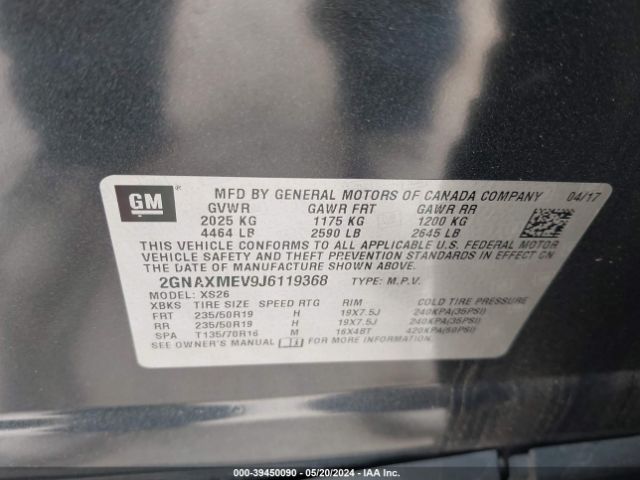 GM ®
MFD BY GENERAL MOTORS OF CANADA COMPANY 04/17
GVWR GAWR FRT GAWR RR
2025 KG 1175 KG 1200 KG
4464 LB 2590 LB 2645 LB
THIS VEHICLE CONFORMS TO ALL APPLICABLE U.S. FEDERAL MOTOR
VEHICLE SAFETY AND THEFT PREVENTION STANDARDS IN EFFECT
ON THE DATE OF MANUFACTURE SHOWN ABOVE.
2GNAXMEV9J6119368 TYPE: M.P.V.
MODEL: XS26
XBKS TIRE SIZE SPEED RTG RIM COLD TIRE PRESSURE
FRT 235/50R19 H 19X7.5J 240KPA(35PSI)
RR 235/50R19 H 19X7.5J 240KPA(35PSI)
SPA T135/70R16 M 16X4BT 420KPA(60PSI)
SEE OWNER'S MANUAL FOR MORE INFORMATION.
000-39450090 - 05/20/2024 - IAA Inc.